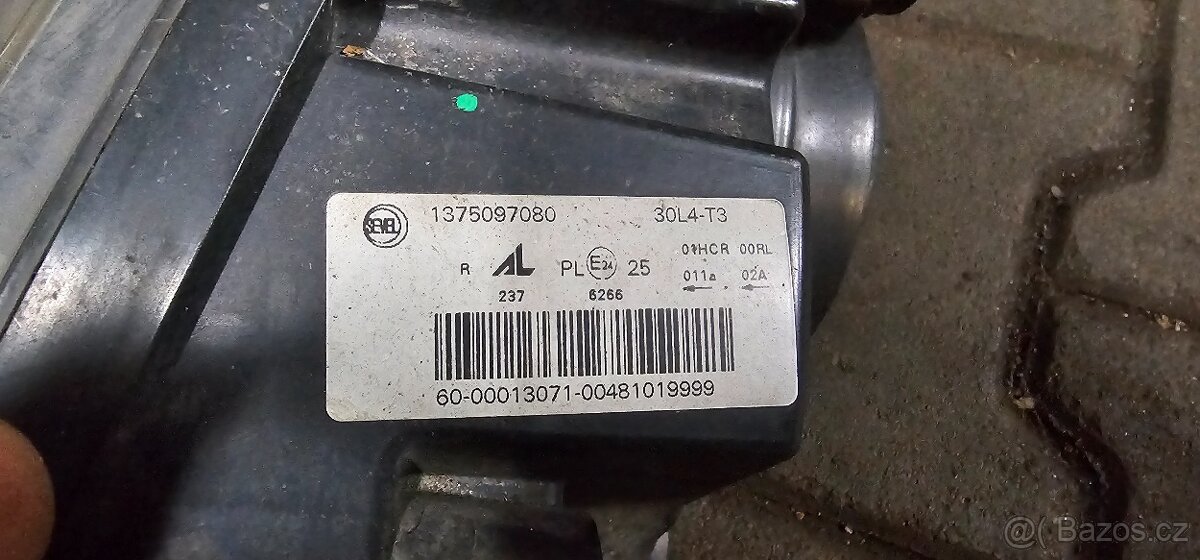 SEVEL 1375097080 30L4-T3
R AL PL E24 25 01HCR 00RL
237 6266 011a 02A
60-00013071-00481019999
@( Bazos.cz